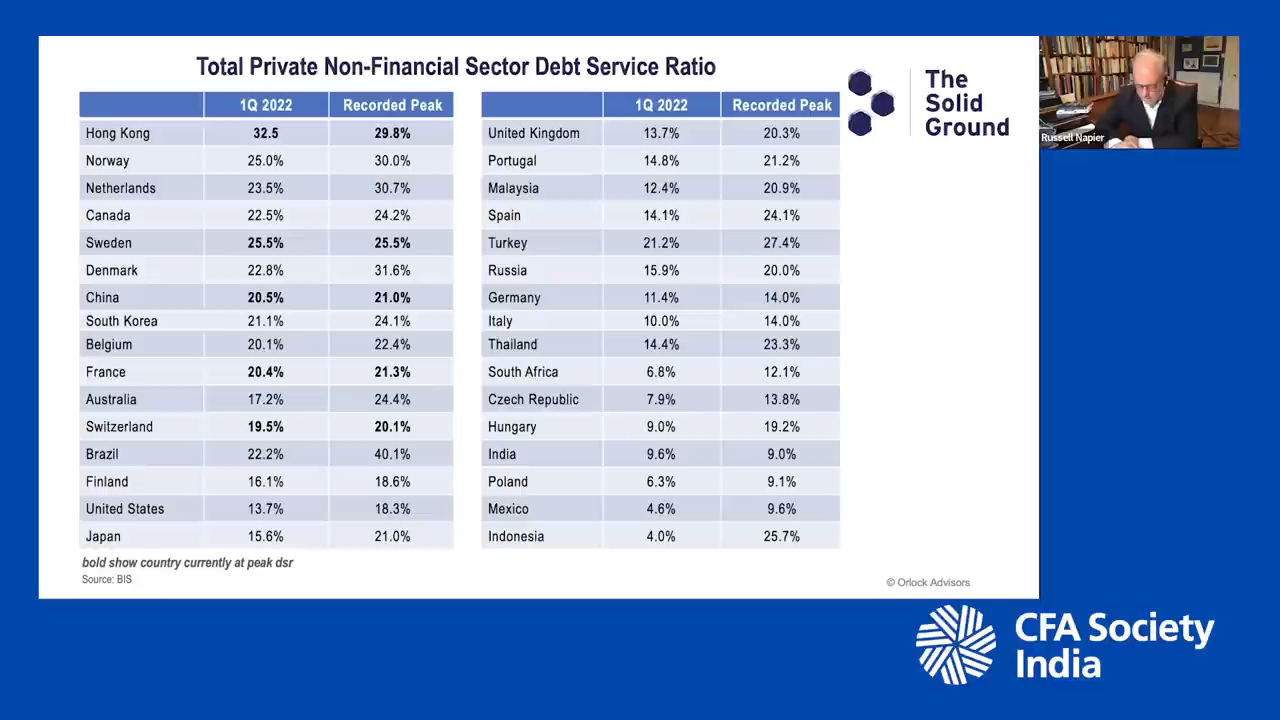 Total Private Non-Financial Sector Debt Service Ratio
1Q 2022 Recorded Peak
Hong Kong 32.5 29.8%
Norway 25.0% 30.0%
Netherlands 23.5% 30.7%
Canada 22.5% 24.2%
Sweden 25.5% 25.5%
Denmark 22.8% 31.6%
China 20.5% 21.0%
South Korea 21.1% 24.1%
Belgium 20.1% 22.4%
France 20.4% 21.3%
Australia 17.2% 24.4%
Switzerland 19.5% 20.1%
Brazil 22.2% 40.1%
Finland 16.1% 18.6%
United States 13.7% 18.3%
Japan 15.6% 21.0%
1Q 2022 Recorded Peak
United Kingdom 13.7% 20.3%
Portugal 14.8% 21.2%
Malaysia 12.4% 20.9%
Spain 14.1% 24.1%
Turkey 21.2% 27.4%
Russia 15.9% 20.0%
Germany 11.4% 14.0%
Italy 10.0% 14.0%
Thailand 14.4% 23.3%
South Africa 6.8% 12.1%
Czech Republic 7.9% 13.8%
Hungary 9.0% 19.2%
India 9.6% 9.0%
Poland 6.3% 9.1%
Mexico 4.6% 9.6%
Indonesia 4.0% 25.7%
bold show country currently at peak dsr
Source: BIS
© Orlock Advisors
The
Solid
Ground
Russell Napier
CFA Society
India